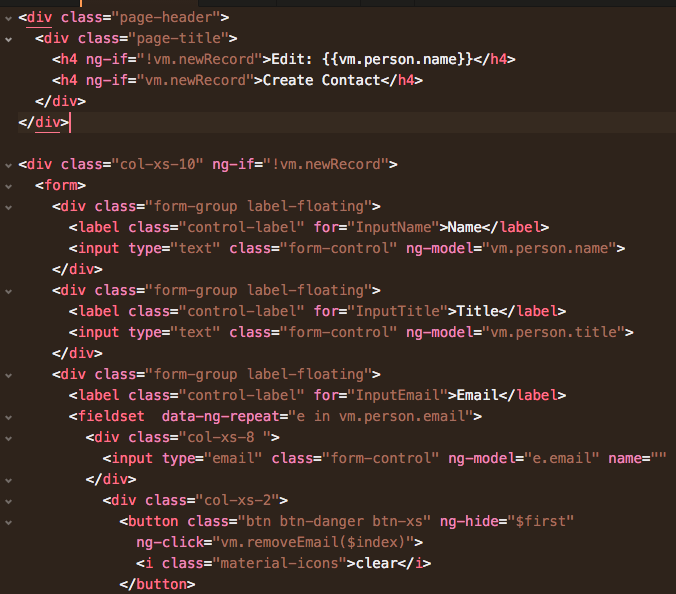 <div class="page-header">
<div class="page-title">
<h4 ng-if="!vm.newRecord">Edit: {{vm.person.name}}</h4>
<h4 ng-if="vm.newRecord">Create Contact</h4>
</div>
</div>
<div class="col-xs-10" ng-if="!vm.newRecord">
<form>
<div class="form-group label-floating">
<label class="control-label" for="InputName">Name</label>
<input type="text" class="form-control" ng-model="vm.person.name">
</div>
<div class="form-group label-floating">
<label class="control-label" for="InputTitle">Title</label>
<input type="text" class="form-control" ng-model="vm.person.title">
</div>
<div class="form-group label-floating">
<label class="control-label" for="InputEmail">Email</label>
<fieldset  data-ng-repeat="e in vm.person.email">
<div class="col-xs-8 ">
<input type="email" class="form-control" ng-model="e.email" name=""
</div>
<div class="col-xs-2">
<button class="btn btn-danger btn-xs" ng-hide="$first"
ng-click="vm.removeEmail($index)">
<i class="material-icons">clear</i>
</button>